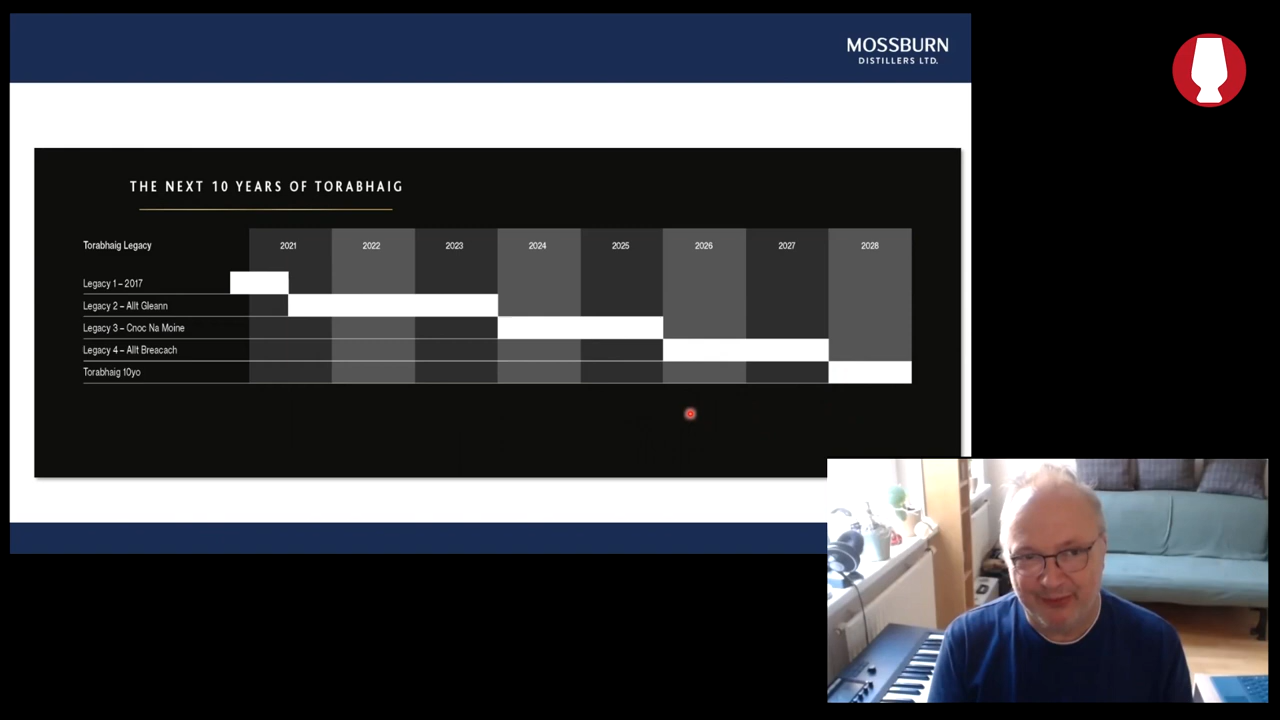 MOSSBURN
DISTILLERS LTD.
THE NEXT 10 YEARS OF TORABHAIG
Torabhaig Legacy 2021 2022 2023 2024 2025 2026 2027 2028
Legacy 1 – 2017
Legacy 2 – Allt Gleann
Legacy 3 – Cnoc Na Moine
Legacy 4 – Allt Breacach
Torabhaig 10yo